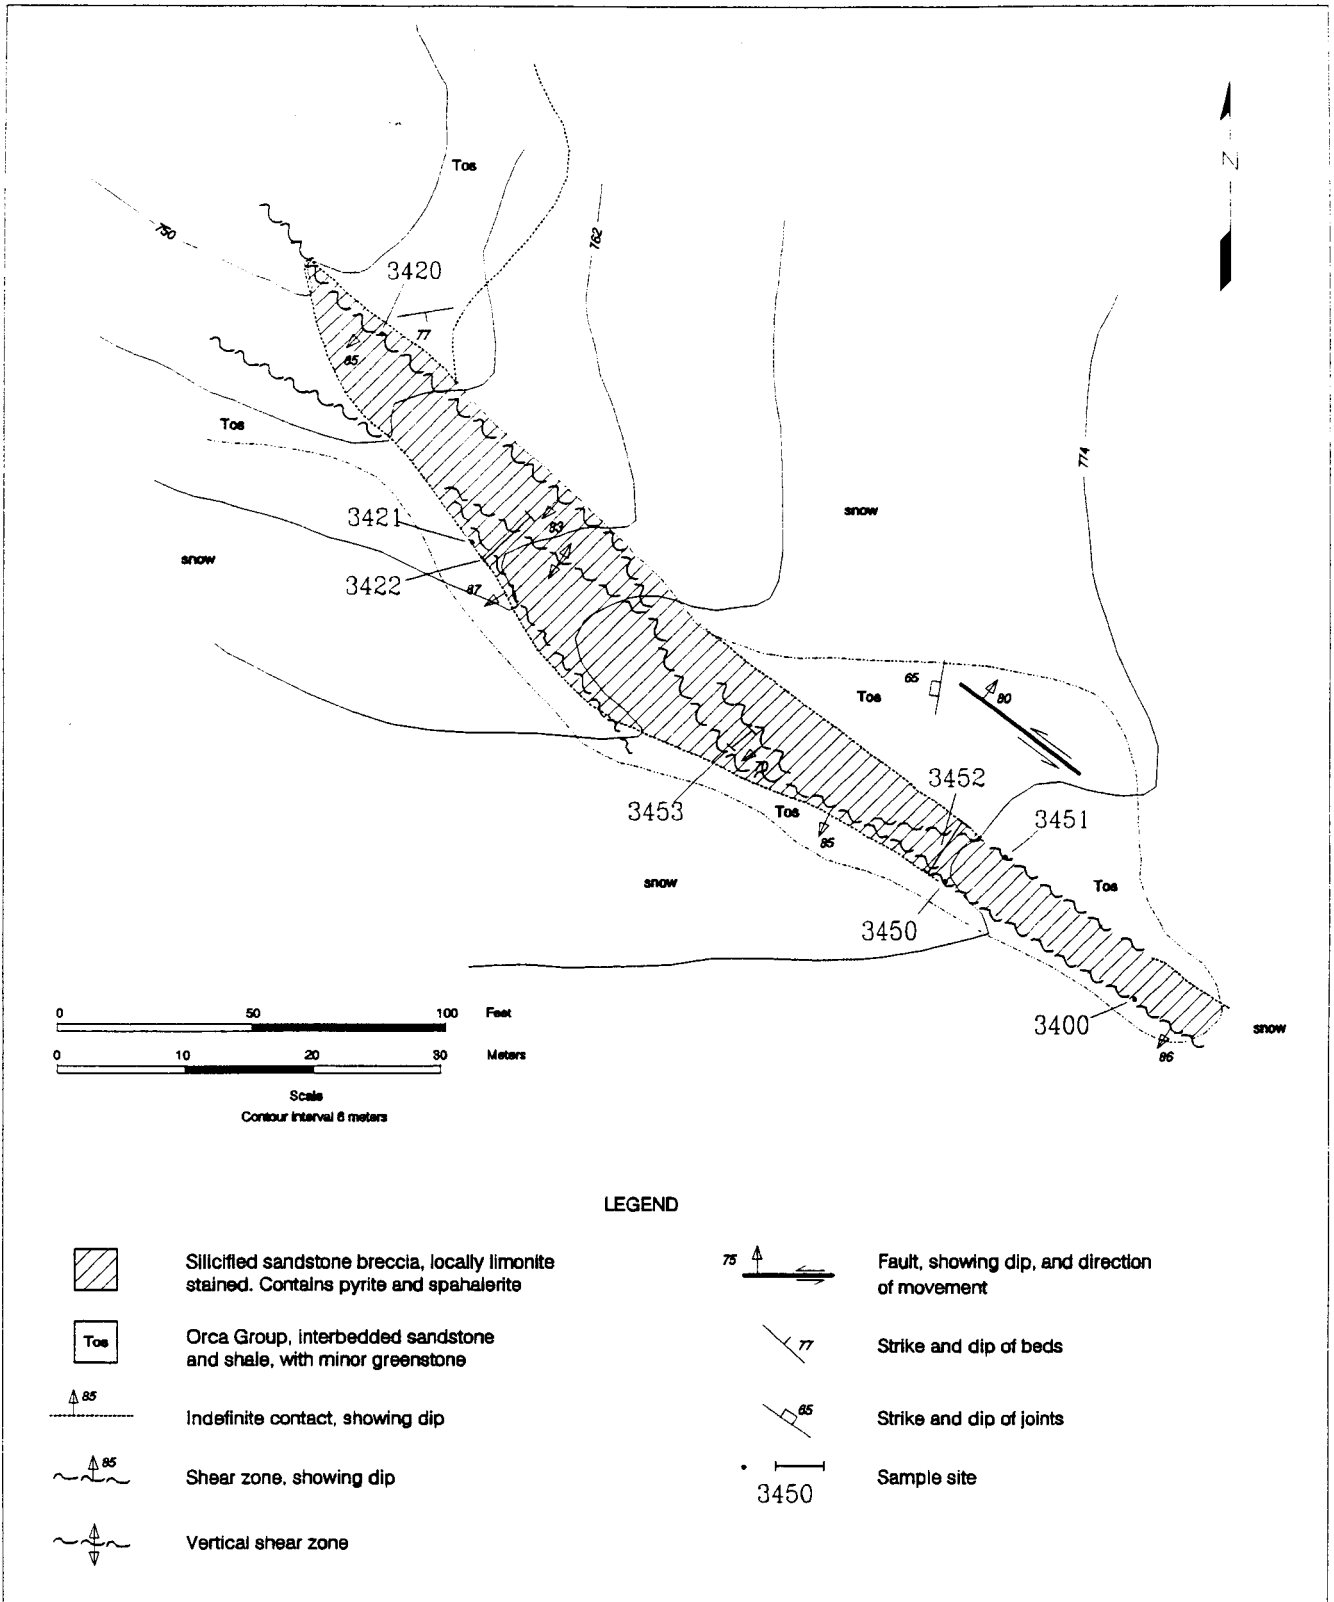 Tos
N
750
762
3420
77
85
Tos
774
3421
snow
83
snow
3422
87
65
Tos
80
70
3452
3453
Tos
3451
85
snow
Tos
3450
0 50 100 Feet
3400
snow
0 10 20 30 Meters
86
Scale
Contour interval 6 meters
LEGEND
Silicified sandstone breccia, locally limonite
stained. Contains pyrite and spahalerite
Tos
Orca Group, interbedded sandstone
and shale, with minor greenstone
85
Indefinite contact, showing dip
85
Shear zone, showing dip
Vertical shear zone
75
Fault, showing dip, and direction
of movement
77
Strike and dip of beds
65
Strike and dip of joints
Sample site
3450